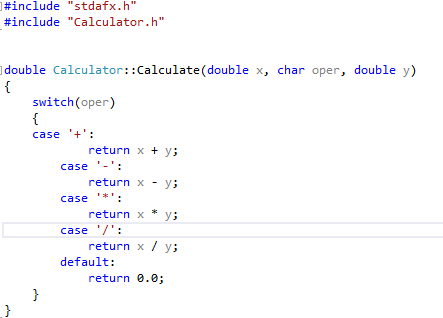 #include "stdafx.h"
#include "Calculator.h"
double Calculator::Calculate(double x, char oper, double y)
{
    switch(oper)
    {
    case '+':
            return x + y;
        case '-':
            return x - y;
        case '*':
            return x * y;
        case '/':
            return x / y;
        default:
            return 0.0;
    }
}